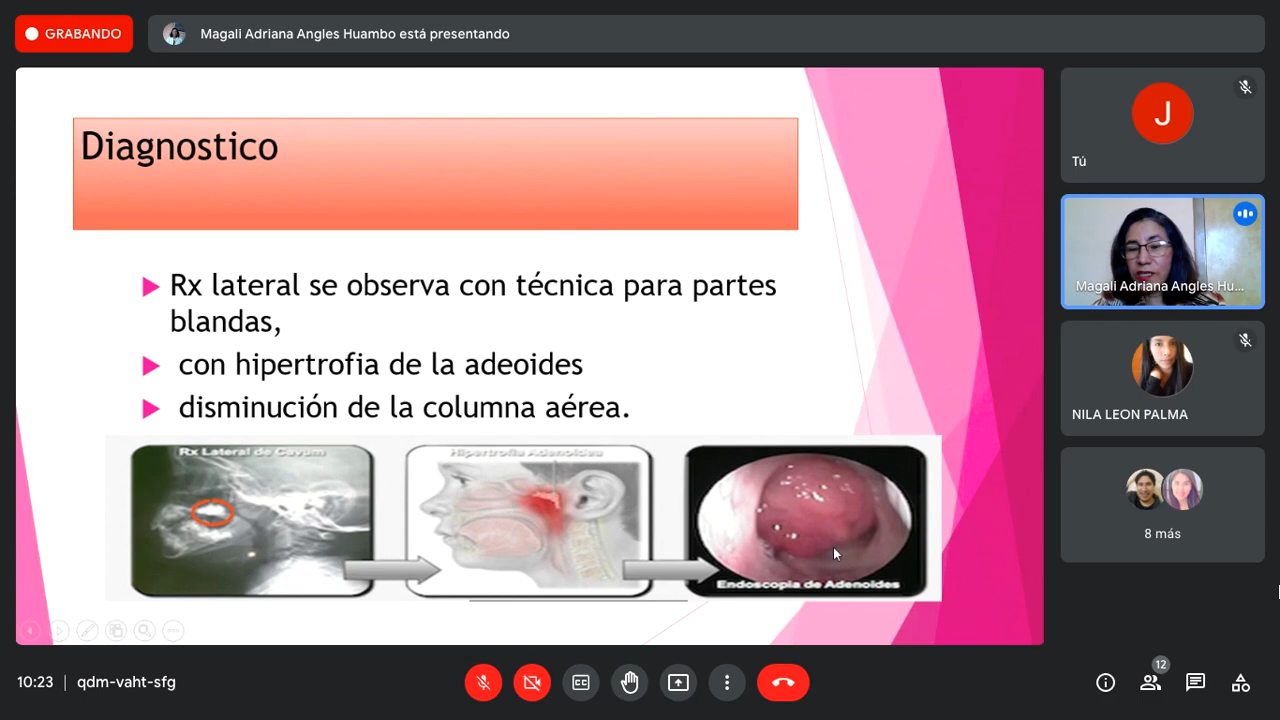 GRABANDO
Magali Adriana Angles Huambo está presentando
Diagnostico
Rx lateral se observa con técnica para partes
blandas,
con hipertrofia de la adeoides
disminución de la columna aérea.
Rx Lateral de Cavum
Hipertrofia Adenoidea
Endoscopia de Adenoides
J
Tú
Magali Adriana Angles Hu...
NILA LEON PALMA
8 más
10:23 | qdm-vaht-sfg
CC
12